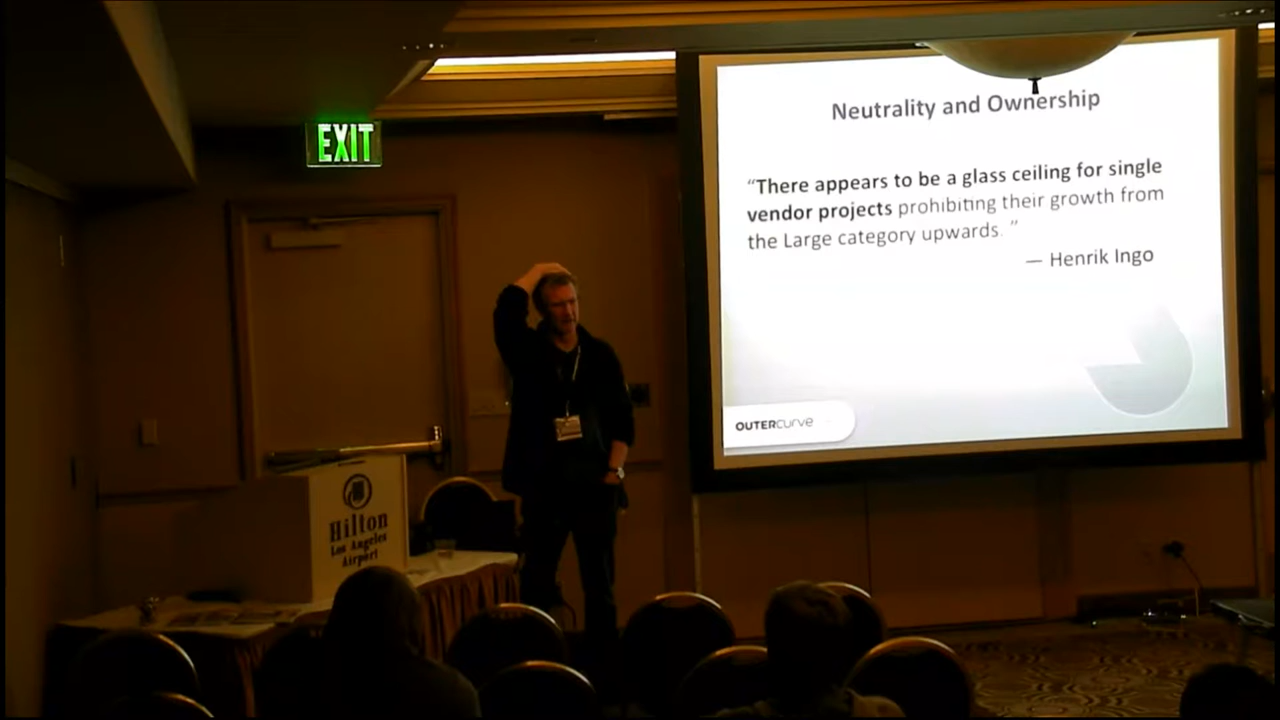 EXIT
Neutrality and Ownership
“There appears to be a glass ceiling for single
vendor projects prohibiting their growth from
the Large category upwards. ”
— Henrik Ingo
OUTERcurve
Hilton
Los Angeles
Airport